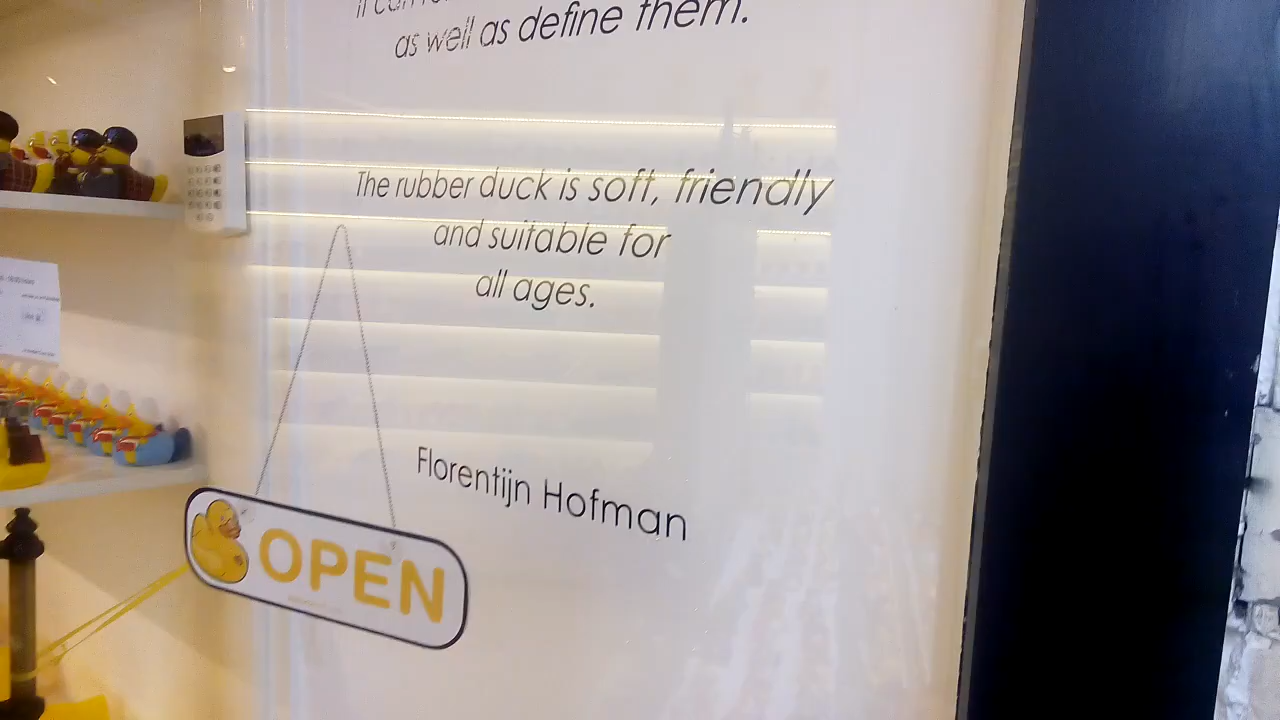 as well as define them.
The rubber duck is soft, friendly
and suitable for
all ages.
Florentijn Hofman
OPEN